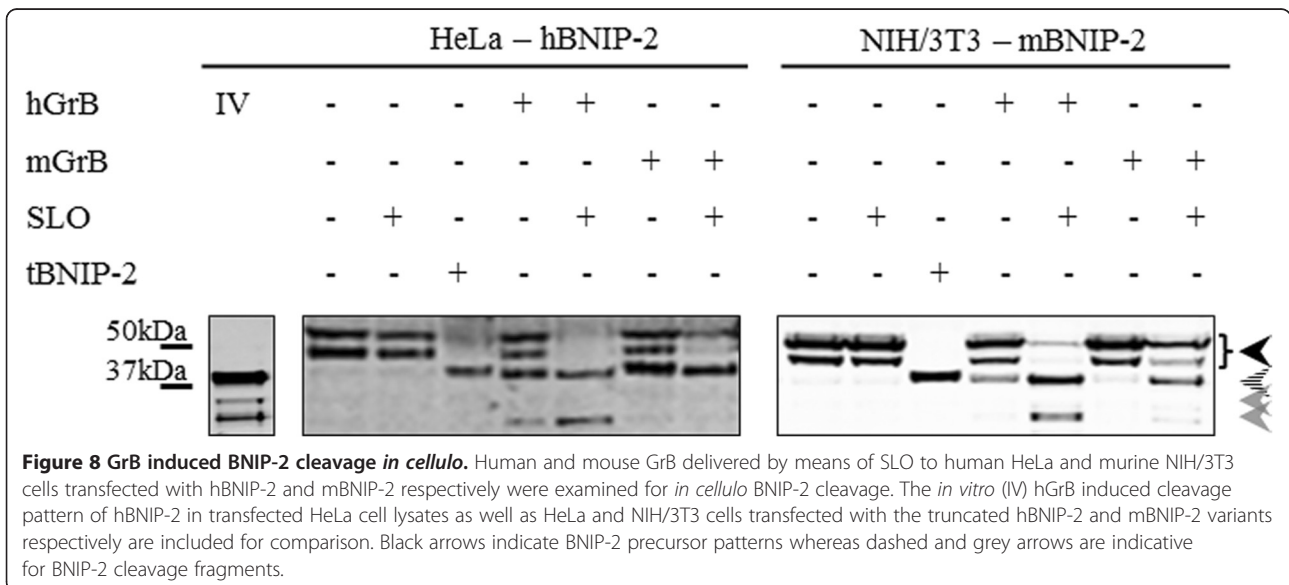 HeLa – hBNIP-2 NIH/3T3 – mBNIP-2
hGrB IV - - - + + - - - - - + + - -
mGrB - - - - - + + - - - - - + +
SLO - + - - + - + - + - - + - +
tBNIP-2 - - + - - - - - - + - - - -
50kDa
37kDa
Figure 8 GrB induced BNIP-2 cleavage in cellulo. Human and mouse GrB delivered by means of SLO to human HeLa and murine NIH/3T3
cells transfected with hBNIP-2 and mBNIP-2 respectively were examined for in cellulo BNIP-2 cleavage. The in vitro (IV) hGrB induced cleavage
pattern of hBNIP-2 in transfected HeLa cell lysates as well as HeLa and NIH/3T3 cells transfected with the truncated hBNIP-2 and mBNIP-2 variants
respectively are included for comparison. Black arrows indicate BNIP-2 precursor patterns whereas dashed and grey arrows are indicative
for BNIP-2 cleavage fragments.